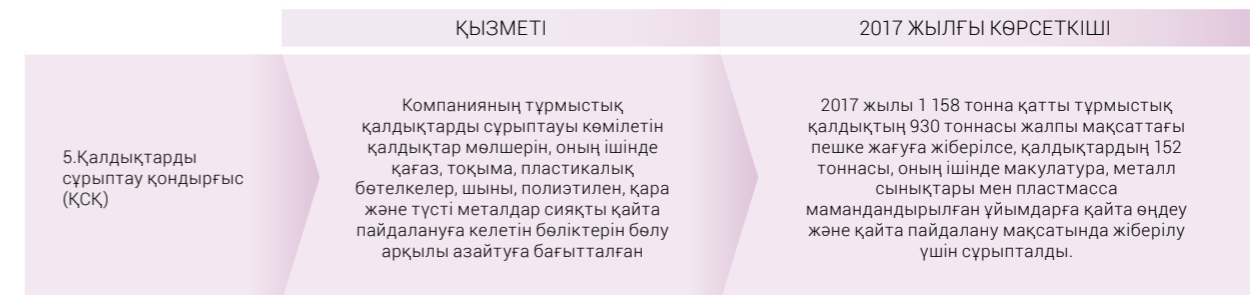 ҚЫЗМЕТІ
2017 ЖЫЛҒЫ КӨРСЕТКІШІ
5.Қалдықтарды
сұрыптау қондырғыс
(ҚСҚ)
Компанияның тұрмыстық
қалдықтарды сұрыптауы көмілетін
қалдықтар мөлшерін, оның ішінде
қағаз, тоқыма, пластикалық
бөтелкелер, шыны, полиэтилен, қара
және түсті металдар сияқты қайта
пайдалануға келетін бөліктерін бөлу
арқылы азайтуға бағытталған
2017 жылы 1 158 тонна қатты тұрмыстық
қалдықтың 930 тоннасы жалпы мақсаттағы
пешке жағуға жіберілсе, қалдықтардың 152
тоннасы, оның ішінде макулатура, металл
сынықтары мен пластмасса
мамандандырылған ұйымдарға қайта өңдеу
және қайта пайдалану мақсатында жіберілу
үшін сұрыпталды.